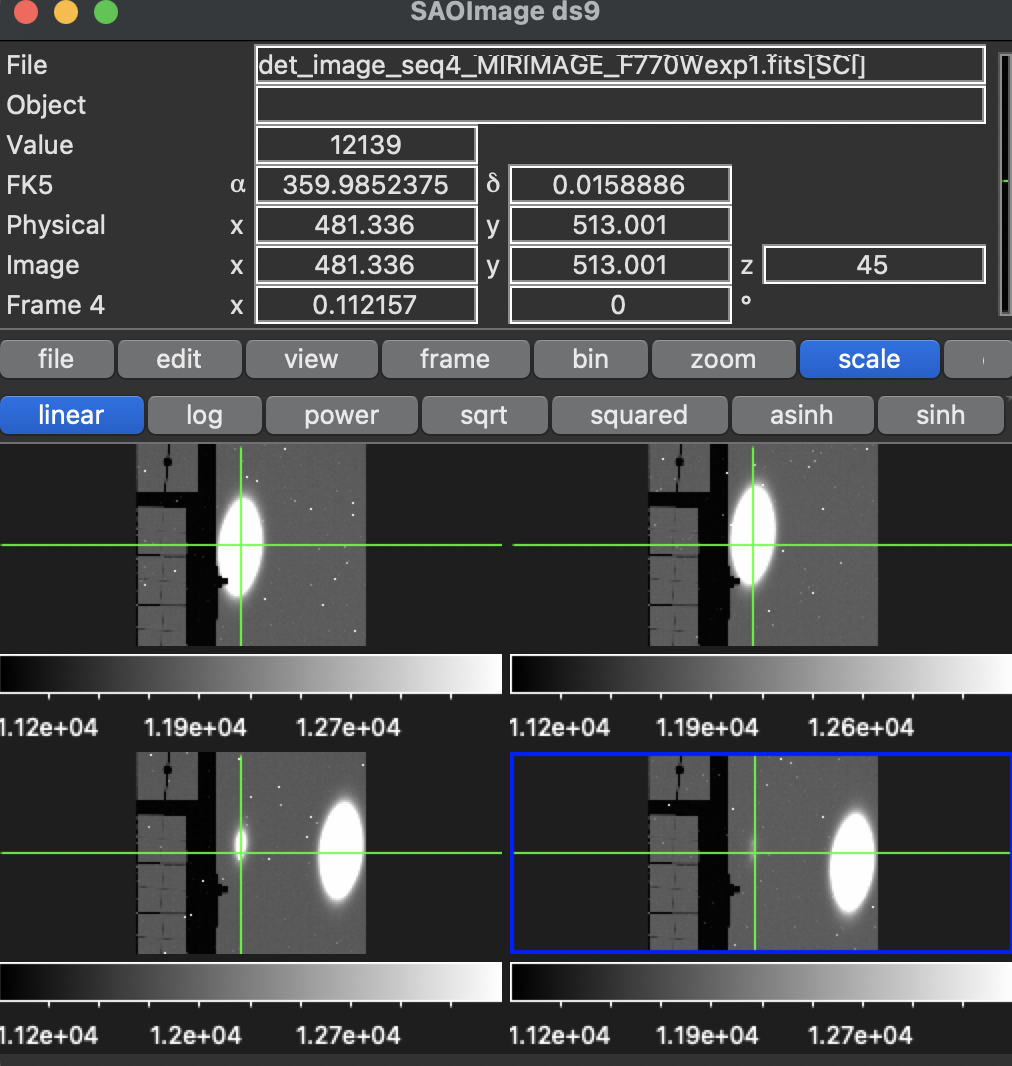 SAOImage ds9
File det_image_seq4_MIRIMAGE_F770Wexp1.fits[SCI]
Object
Value 12139
FK5 α 359.9852375 δ 0.0158886
Physical x 481.336 y 513.001
Image x 481.336 y 513.001 z 45
Frame 4 x 0.112157 0 °
file edit view frame bin zoom scale
linear log power sqrt squared asinh sinh
1.12e+04 1.19e+04 1.27e+04 1.12e+04 1.19e+04 1.26e+04
1.12e+04 1.2e+04 1.27e+04 1.12e+04 1.19e+04 1.27e+04